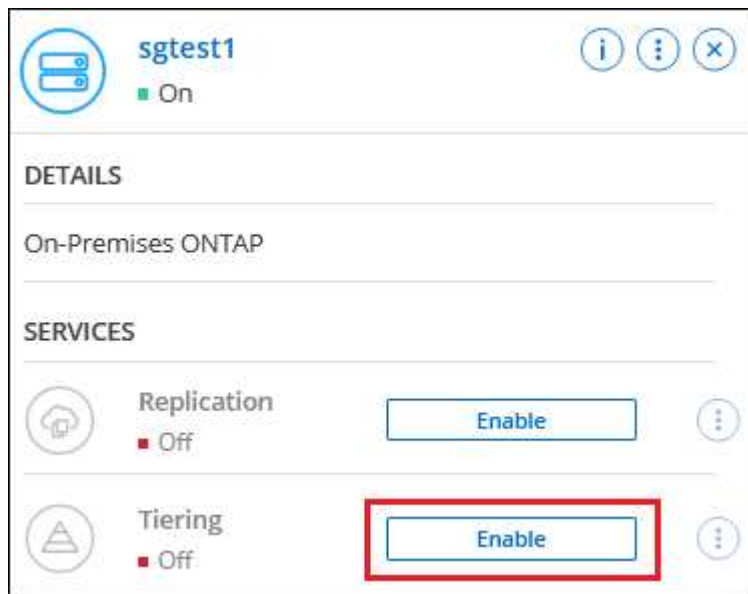 sgtest1
On
DETAILS
On-Premises ONTAP
SERVICES
Replication
Enable
Off
Tiering
Enable
Off